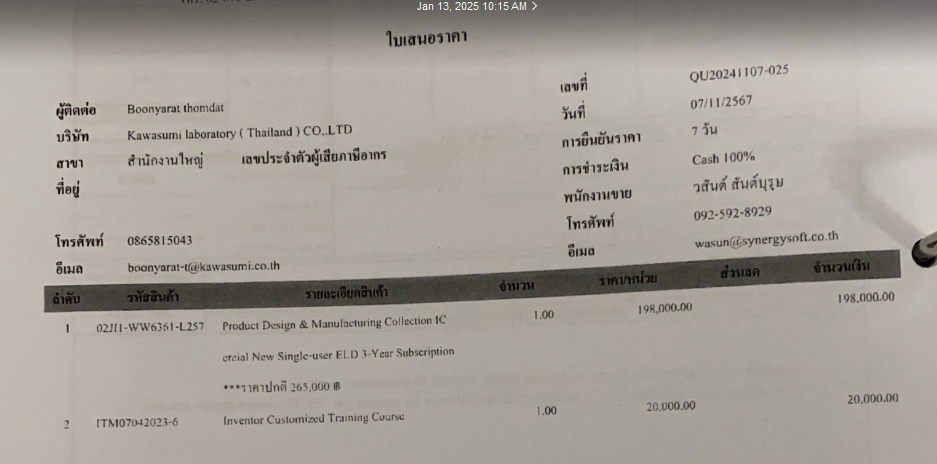 Jan 13, 2025 10:15 AM
ใบเสนอราคา
เลขที่ QU20241107-025
ผู้ติดต่อ Boonyarat thomdat วันที่ 07/11/2567
บริษัท Kawasumi laboratory ( Thailand ) CO,.LTD การยืนยันราคา 7 วัน
สาขา สำนักงานใหญ่ เลขประจำตัวผู้เสียภาษีอากร การชำระเงิน Cash 100%
ที่อยู่ พนักงานขาย วสันต์ สันต์บุรุษ
โทรศัพท์ 0865815043 โทรศัพท์ 092-592-8929
อีเมล boonyarat-t@kawasumi.co.th อีเมล wasun@synergysoft.co.th
ลำดับ รหัสสินค้า รายละเอียดสินค้า จำนวน ราคา/หน่วย ส่วนลด จำนวนเงิน
1 02JI1-WW6361-L257 Product Design & Manufacturing Collection IC 1.00 198,000.00 198,000.00
ercial New Single-user ELD 3-Year Subscription
***ราคาปกติ 265,000 ฿
2 ITM07042023-6 Inventor Customized Training Course 1.00 20,000.00 20,000.00